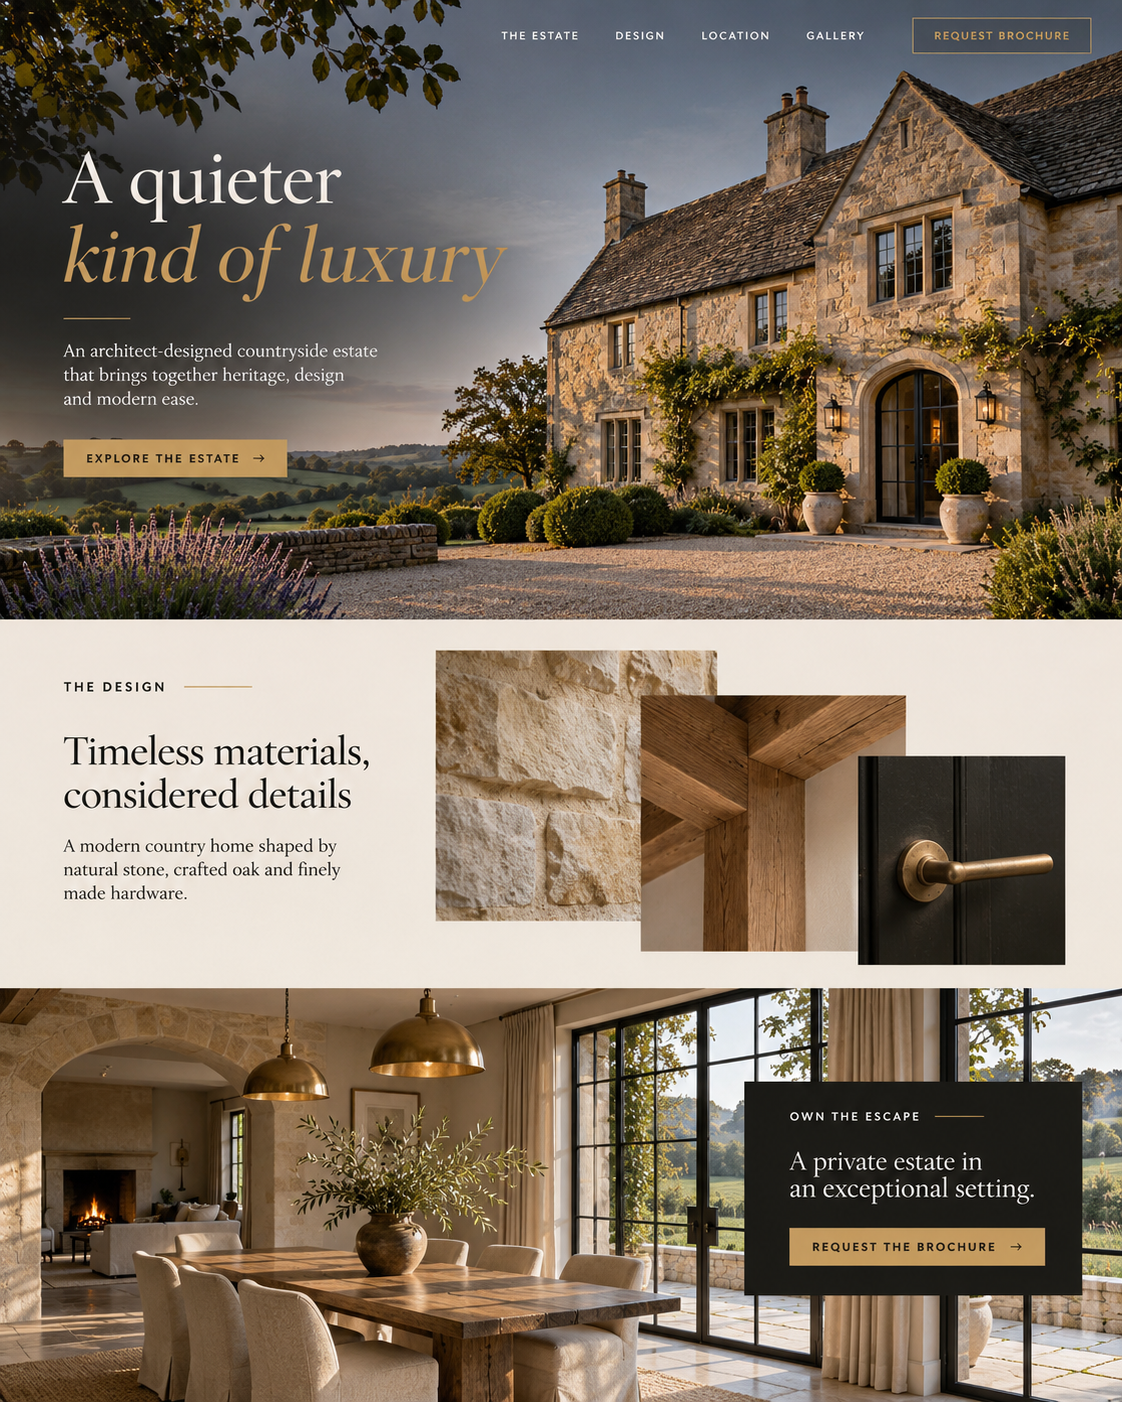 THE ESTATE
DESIGN
LOCATION
GALLERY
REQUEST BROCHURE
A quieter
kind of luxury
An architect-designed countryside estate
that brings together heritage, design
and modern ease.
EXPLORE THE ESTATE →
THE DESIGN
Timeless materials,
considered details
A modern country home shaped by
natural stone, crafted oak and finely
made hardware.
OWN THE ESCAPE
A private estate in
an exceptional setting.
REQUEST THE BROCHURE →